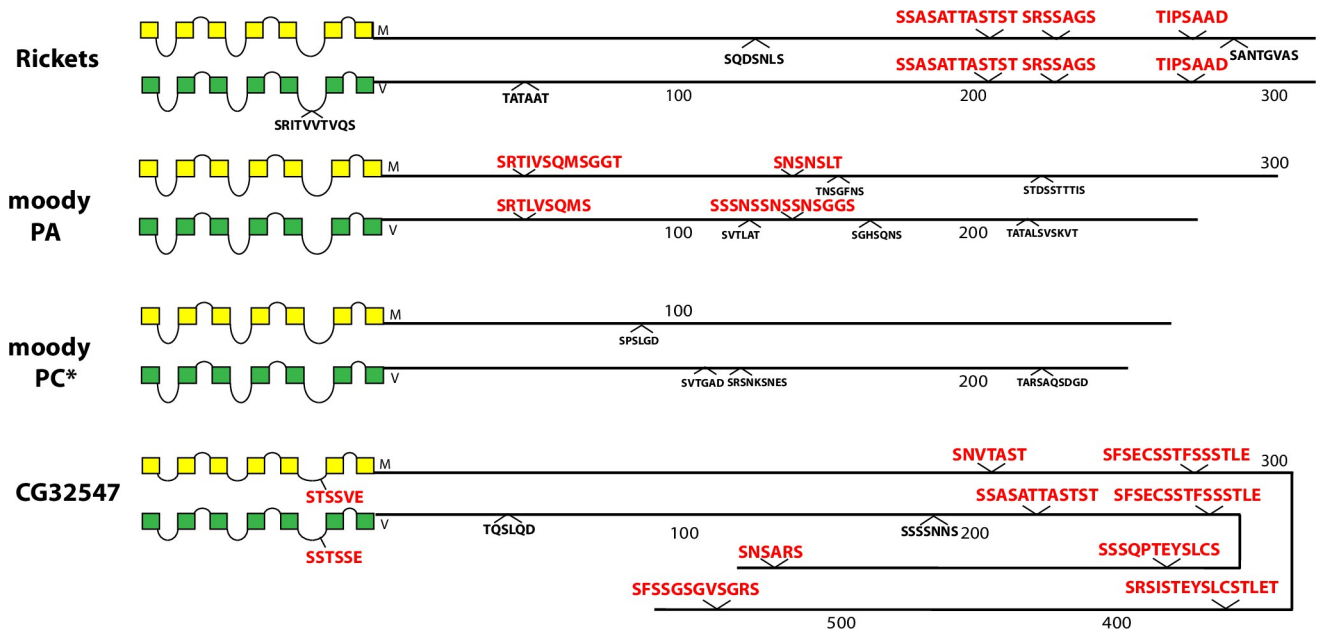 SSASATTASTST SRSSAGS TIPSAAD
M
Rickets
SQDSNLS
SANTGVAS
SSASATTASTST SRSSAGS TIPSAAD
V
TATAAT
100
200
300
SRITVVTVQS
SRTIVSQMSGGT
SNSNSLT
300
M
TNSGFNS
STDSSTTTIS
moody
PA
SRTLVSQMS
SSSNSSNSSNSGGS
V
100
SVTLAT
SGHSQNS
200
TATALSVSKVT
100
M
SPSLGD
moody
PC*
V
SVTGAD
SRSNKSNES
200
TARSAQSDGD
SNVTAST
SFSECSSTFSSSTLE
300
M
CG32547
STSSVE
SSASATTASTST
SFSECSSTFSSSTLE
V
TQSLQD
100
SSSSNNS
200
SSTSSE
SNSARS
SSSQPTEYSLCS
SFSSGSGVSGRS
SRSISTEYSLCSTLET
500
400